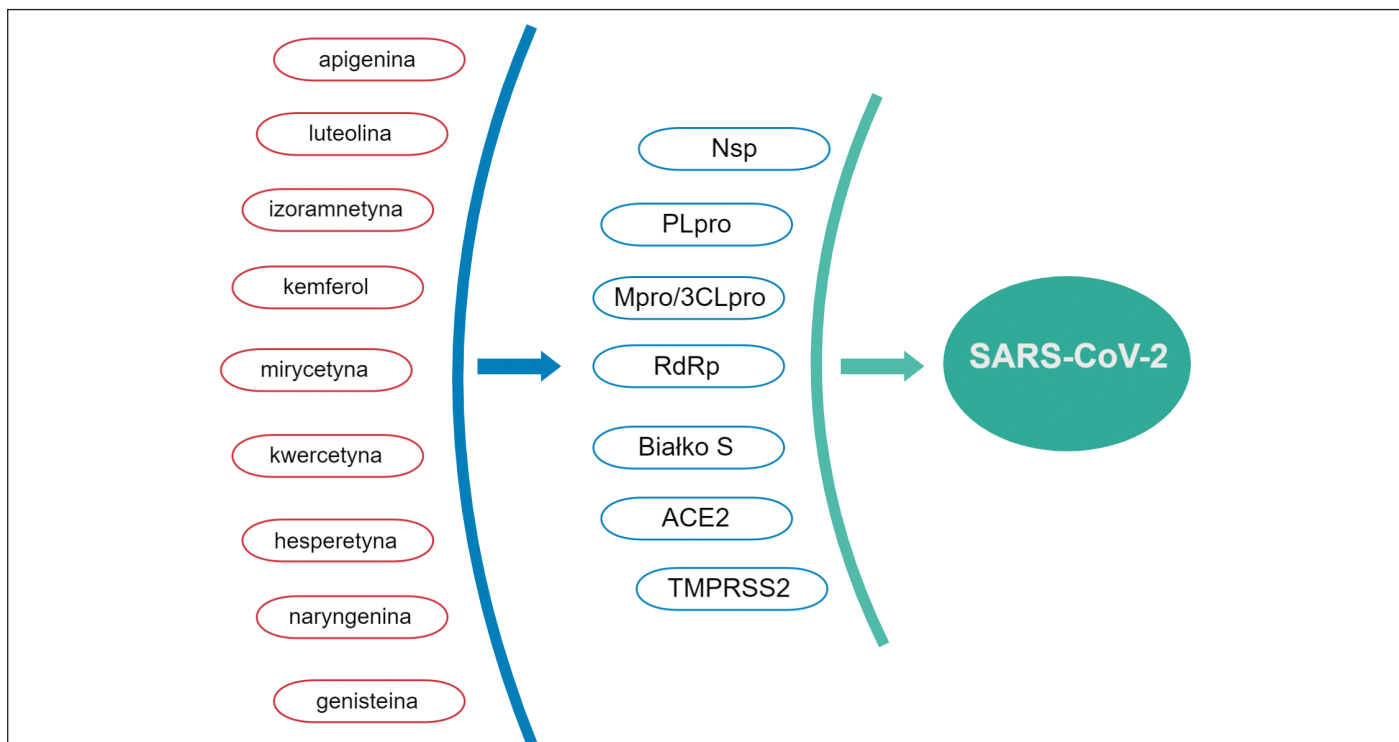 apigenina
luteolina
izoramnetyna
kemferol
mirycetyna
kwercetyna
hesperetyna
naryngenina
genisteina
Nsp
PLpro
Mpro/3CLpro
RdRp
Białko S
ACE2
TMPRSS2
SARS-CoV-2